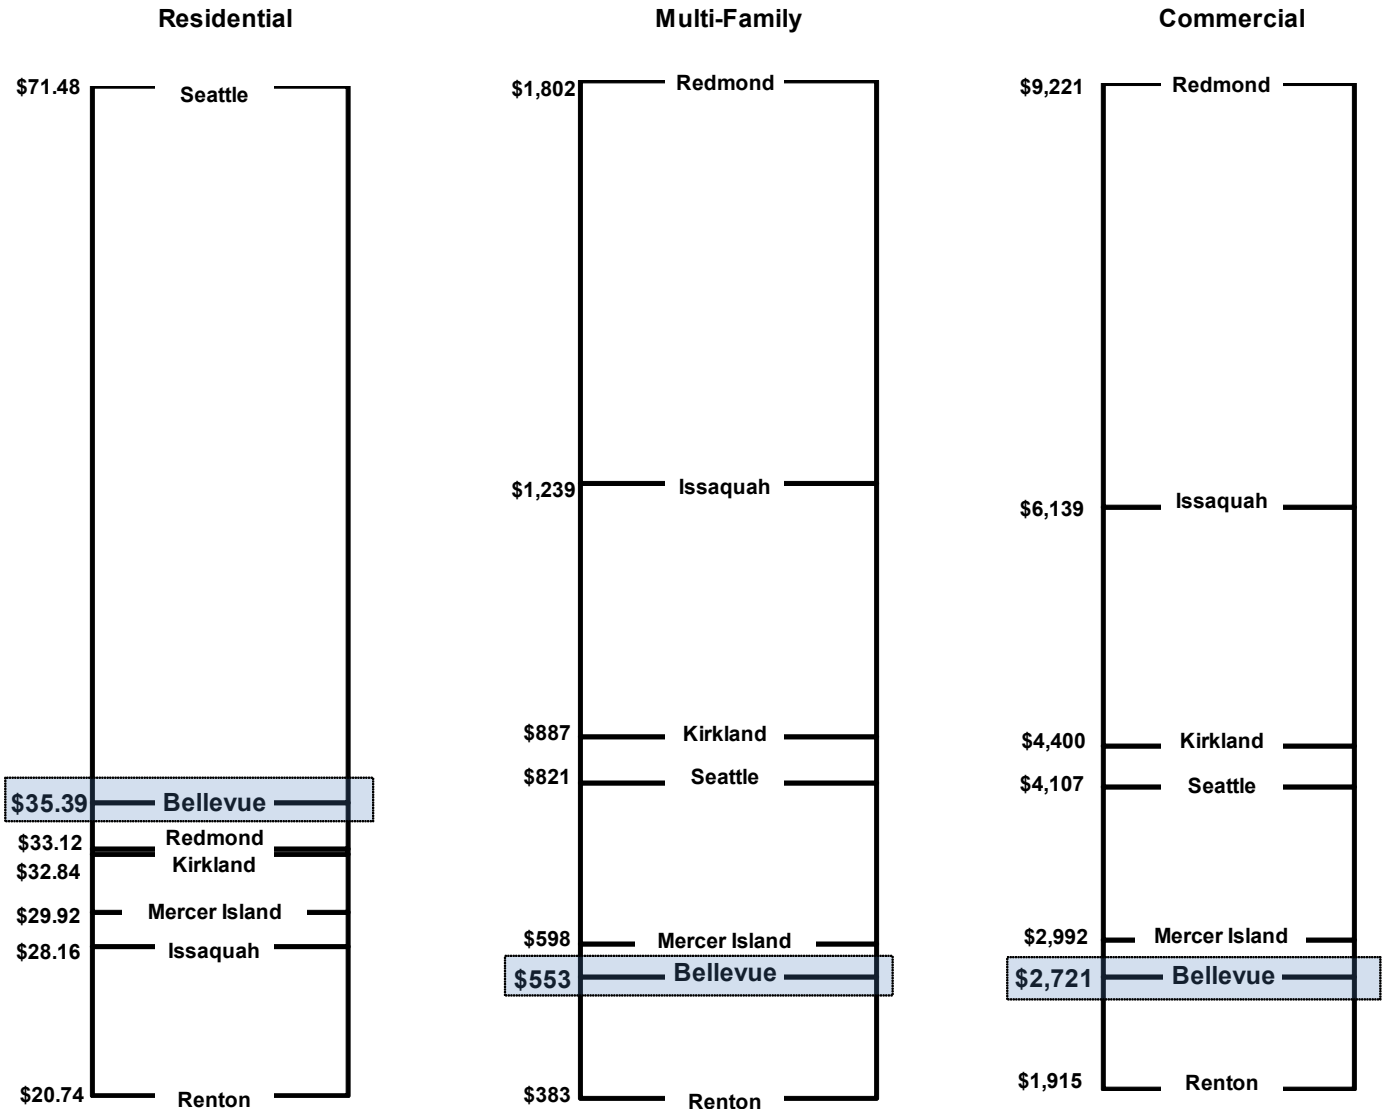 Residential
$71.48 Seattle
$35.39 Bellevue
$33.12 Redmond
$32.84 Kirkland
$29.92 Mercer Island
$28.16 Issaquah
$20.74 Renton
Multi-Family
$1,802 Redmond
$1,239 Issaquah
$887 Kirkland
$821 Seattle
$598 Mercer Island
$553 Bellevue
$383 Renton
Commercial
$9,221 Redmond
$6,139 Issaquah
$4,400 Kirkland
$4,107 Seattle
$2,992 Mercer Island
$2,721 Bellevue
$1,915 Renton